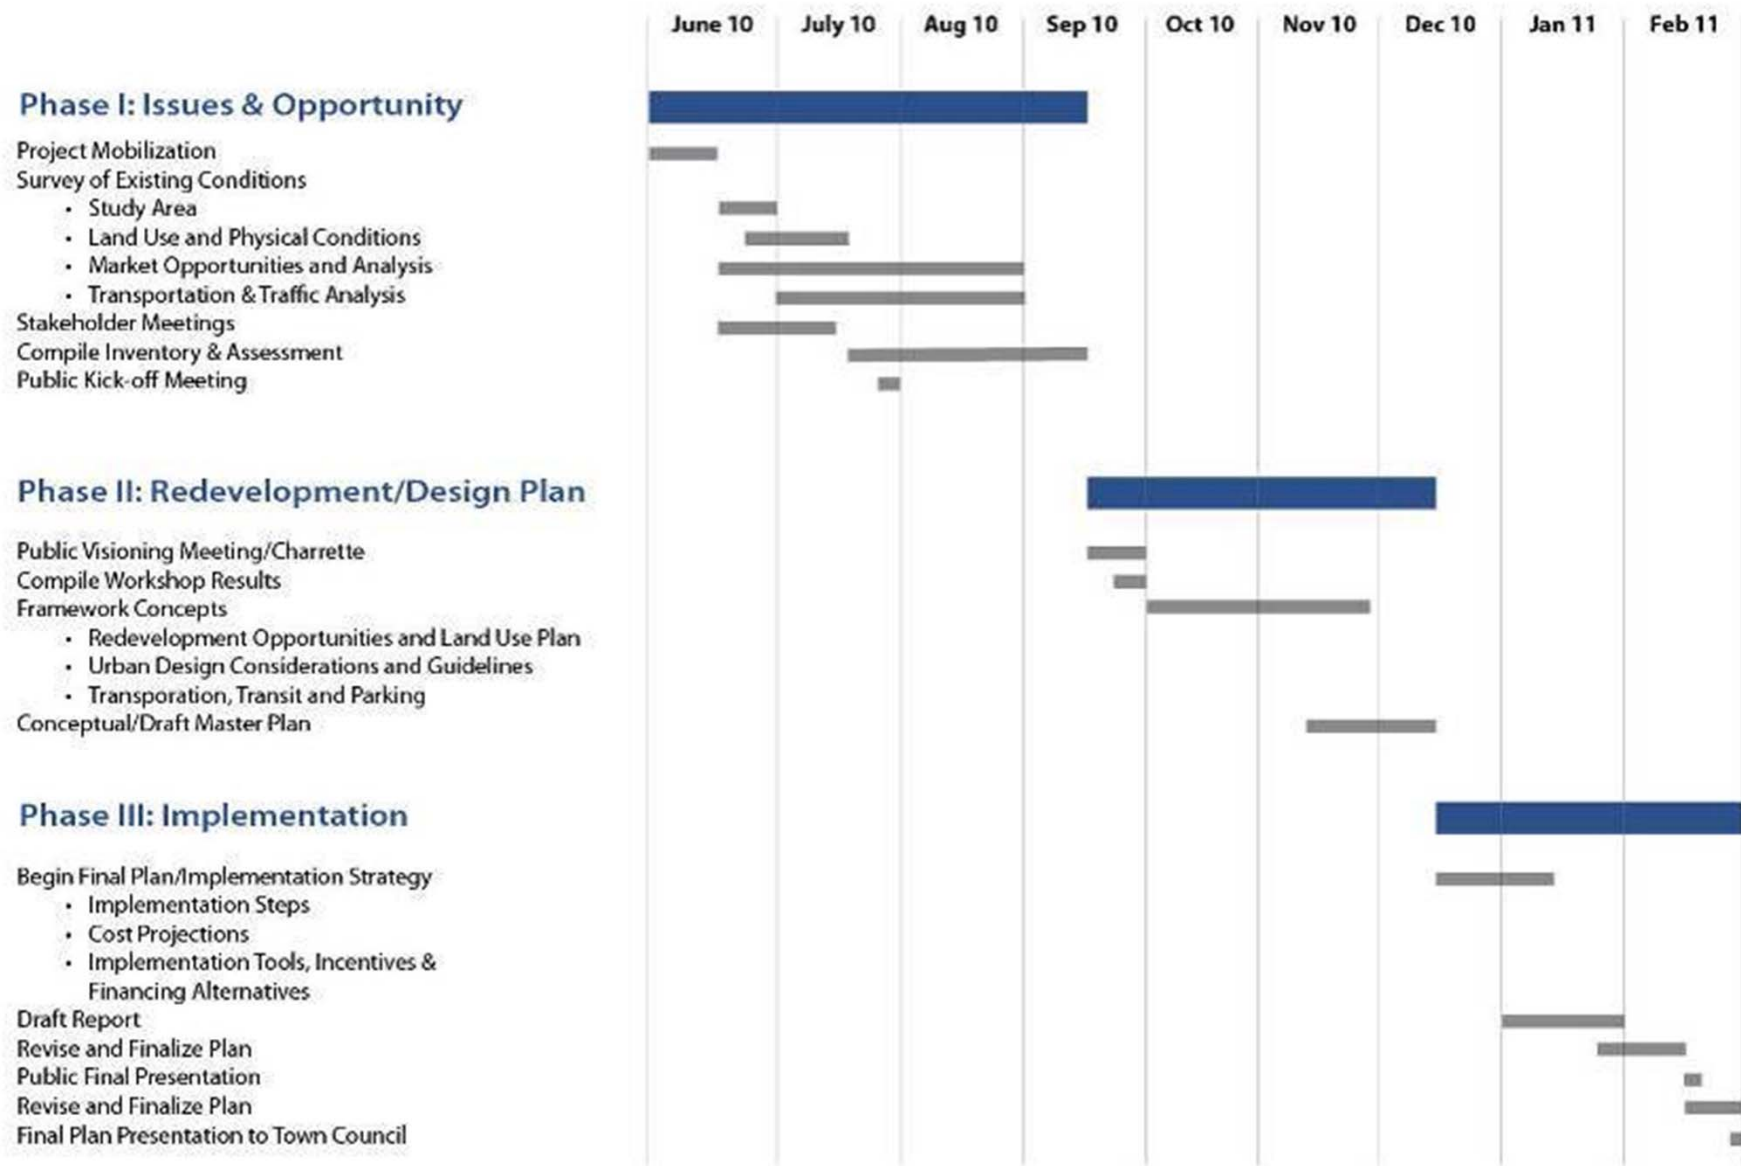 June 10 July 10 Aug 10 Sep 10 Oct 10 Nov 10 Dec 10 Jan 11 Feb 11
Phase I: Issues & Opportunity
Project Mobilization
Survey of Existing Conditions
• Study Area
• Land Use and Physical Conditions
• Market Opportunities and Analysis
• Transportation & Traffic Analysis
Stakeholder Meetings
Compile Inventory & Assessment
Public Kick-off Meeting
Phase II: Redevelopment/Design Plan
Public Visioning Meeting/Charrette
Compile Workshop Results
Framework Concepts
• Redevelopment Opportunities and Land Use Plan
• Urban Design Considerations and Guidelines
• Transporation, Transit and Parking
Conceptual/Draft Master Plan
Phase III: Implementation
Begin Final Plan/Implementation Strategy
• Implementation Steps
• Cost Projections
• Implementation Tools, Incentives &
Financing Alternatives
Draft Report
Revise and Finalize Plan
Public Final Presentation
Revise and Finalize Plan
Final Plan Presentation to Town Council